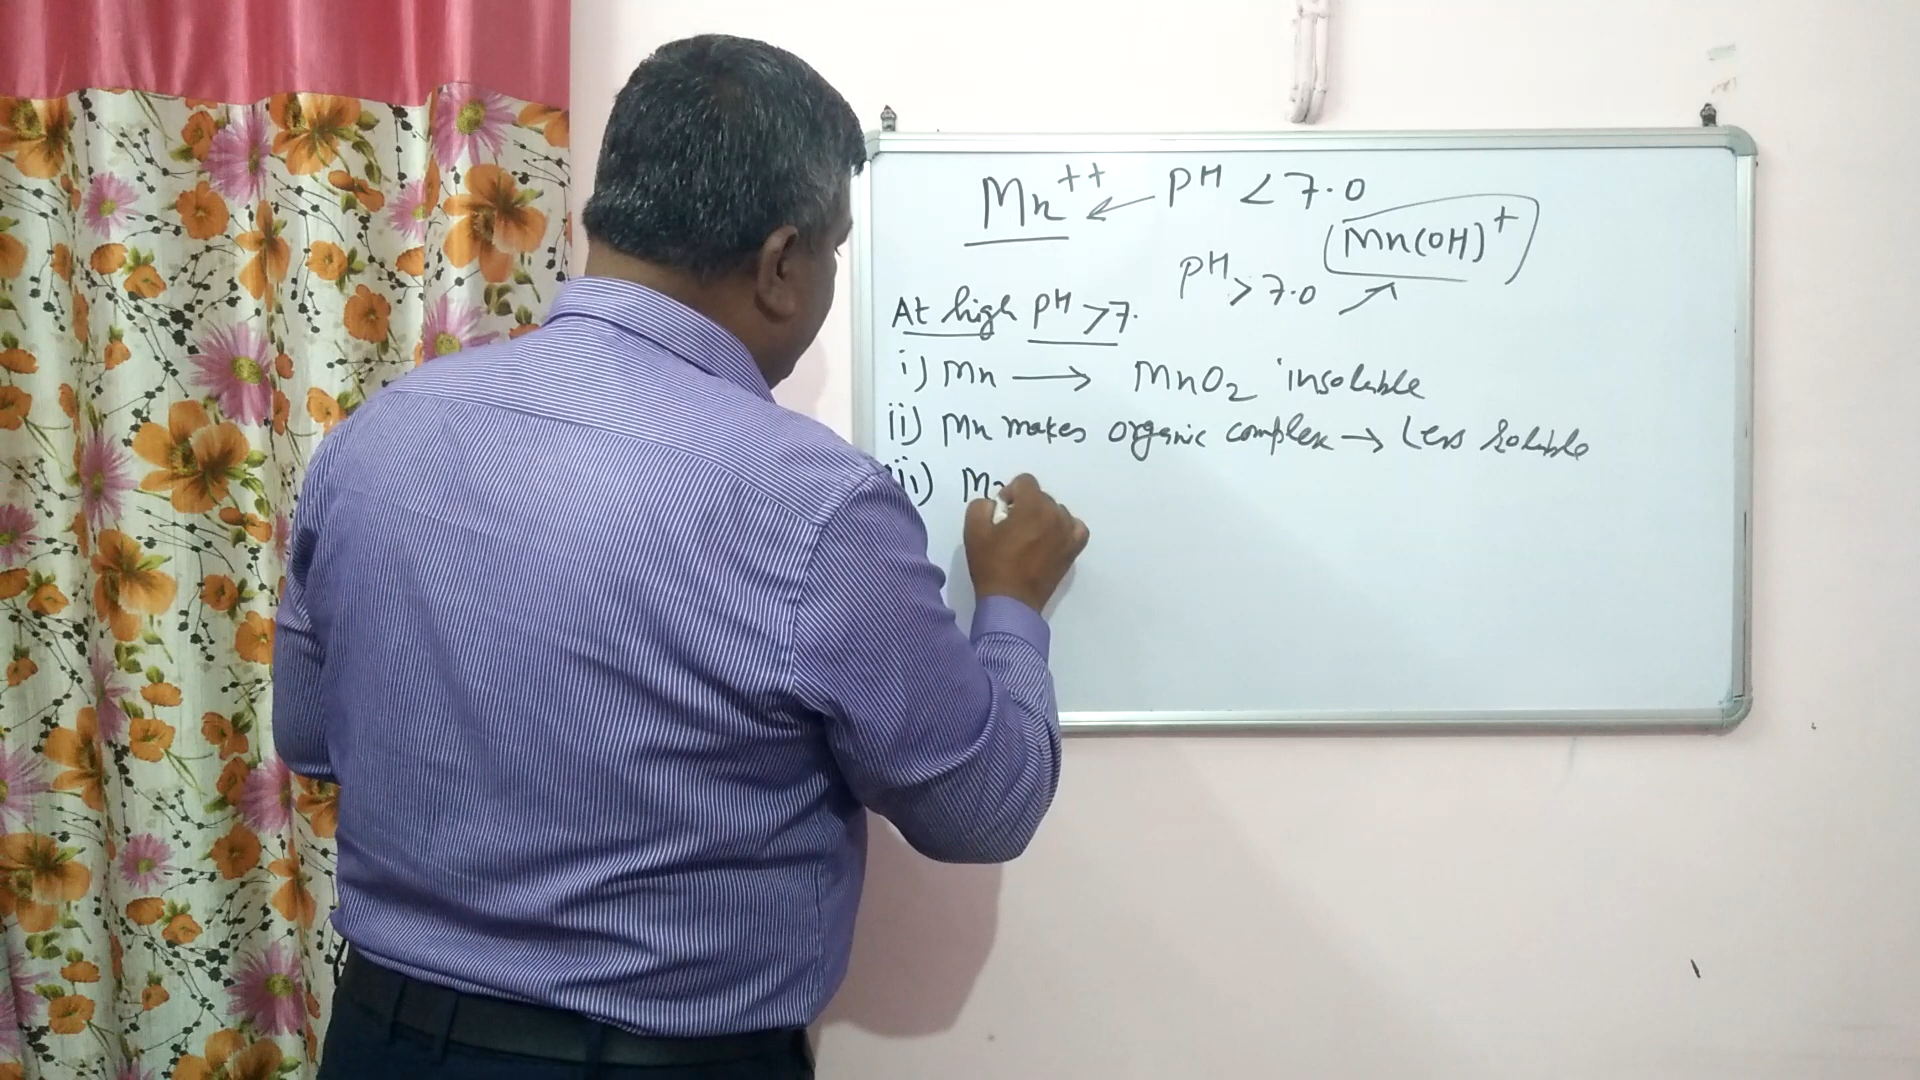 Mn++ ← pH < 7.0
Mn(OH)+
pH > 7.0
At high pH > 7.
i) Mn → MnO2 insoluble
ii) Mn makes organic complex → Less soluble
iii) Mn